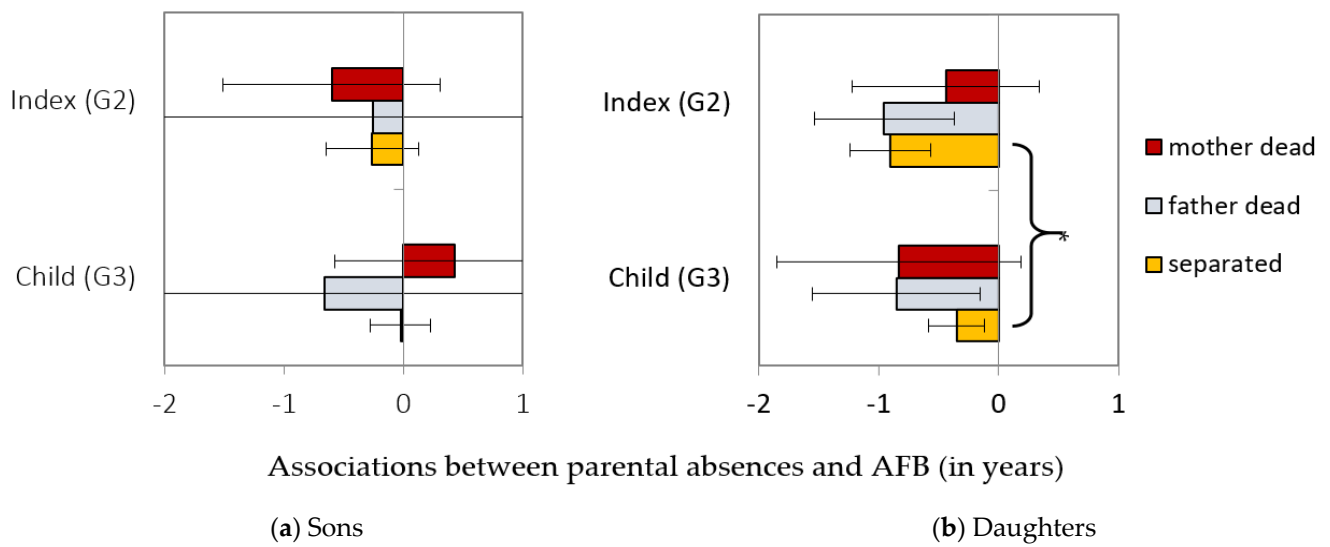 Index (G2)
Child (G3)
-2 -1 0 1
Index (G2)
Child (G3)
*
-2 -1 0 1
mother dead
father dead
separated
Associations between parental absences and AFB (in years)
(a) Sons
(b) Daughters